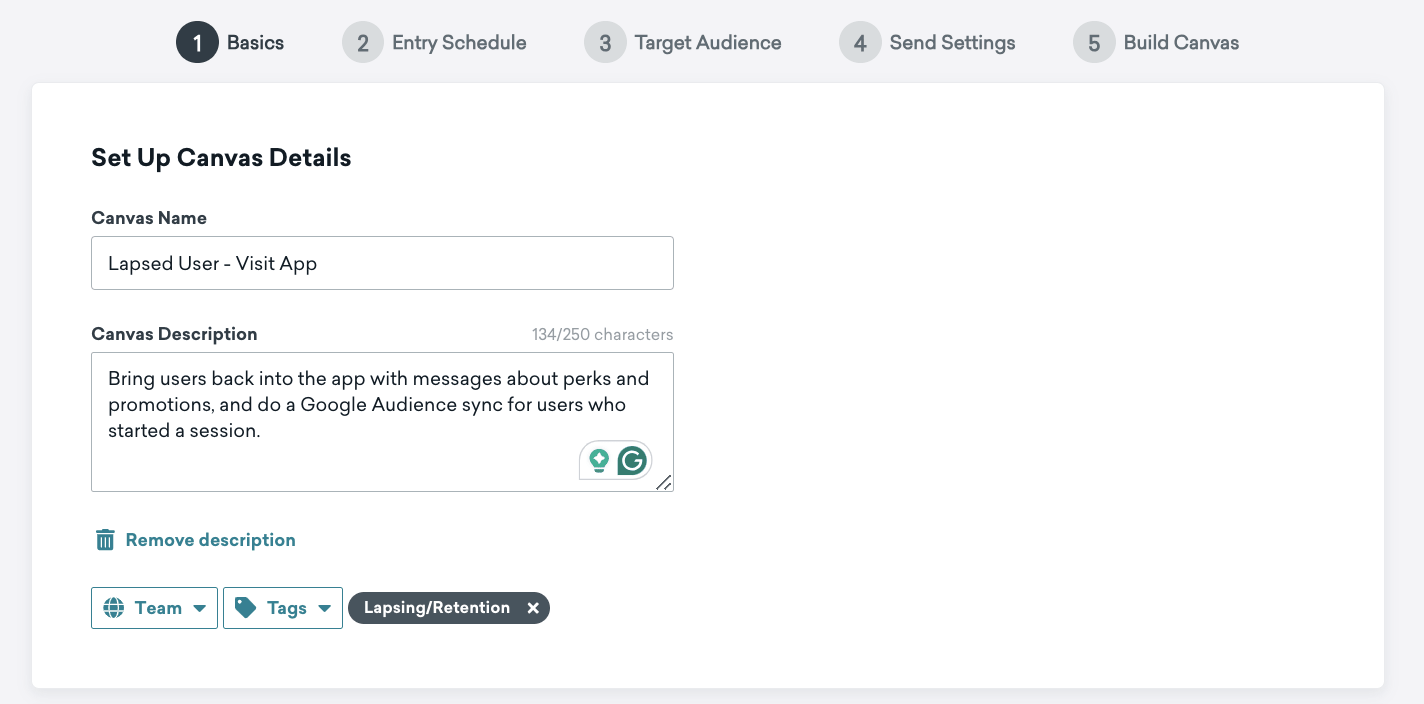 1 Basics 2 Entry Schedule 3 Target Audience 4 Send Settings 5 Build Canvas
Set Up Canvas Details
Canvas Name
Lapsed User - Visit App
Canvas Description 134/250 characters
Bring users back into the app with messages about perks and
promotions, and do a Google Audience sync for users who
started a session.
Remove description
Team Tags Lapsing/Retention